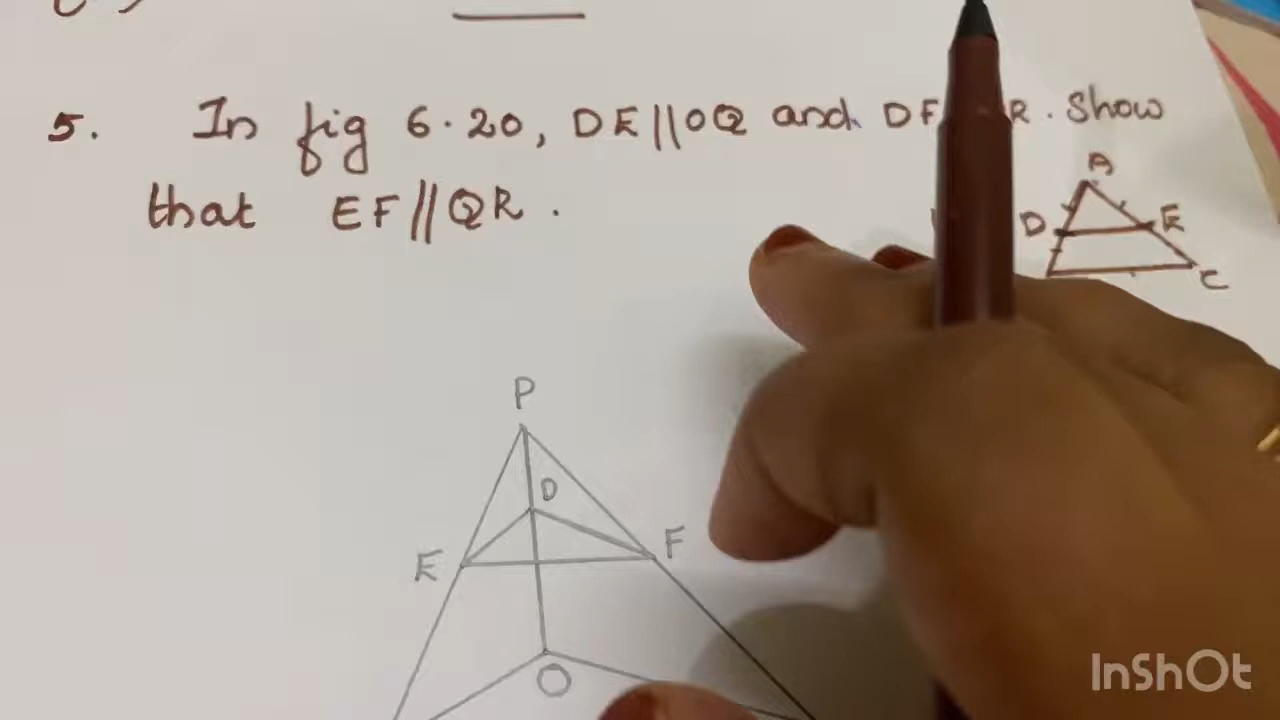 5. In fig 6.20, DE||OQ and DF R. Show
that EF||QR.
A
D E
C
P
D
E F
O
InShOt